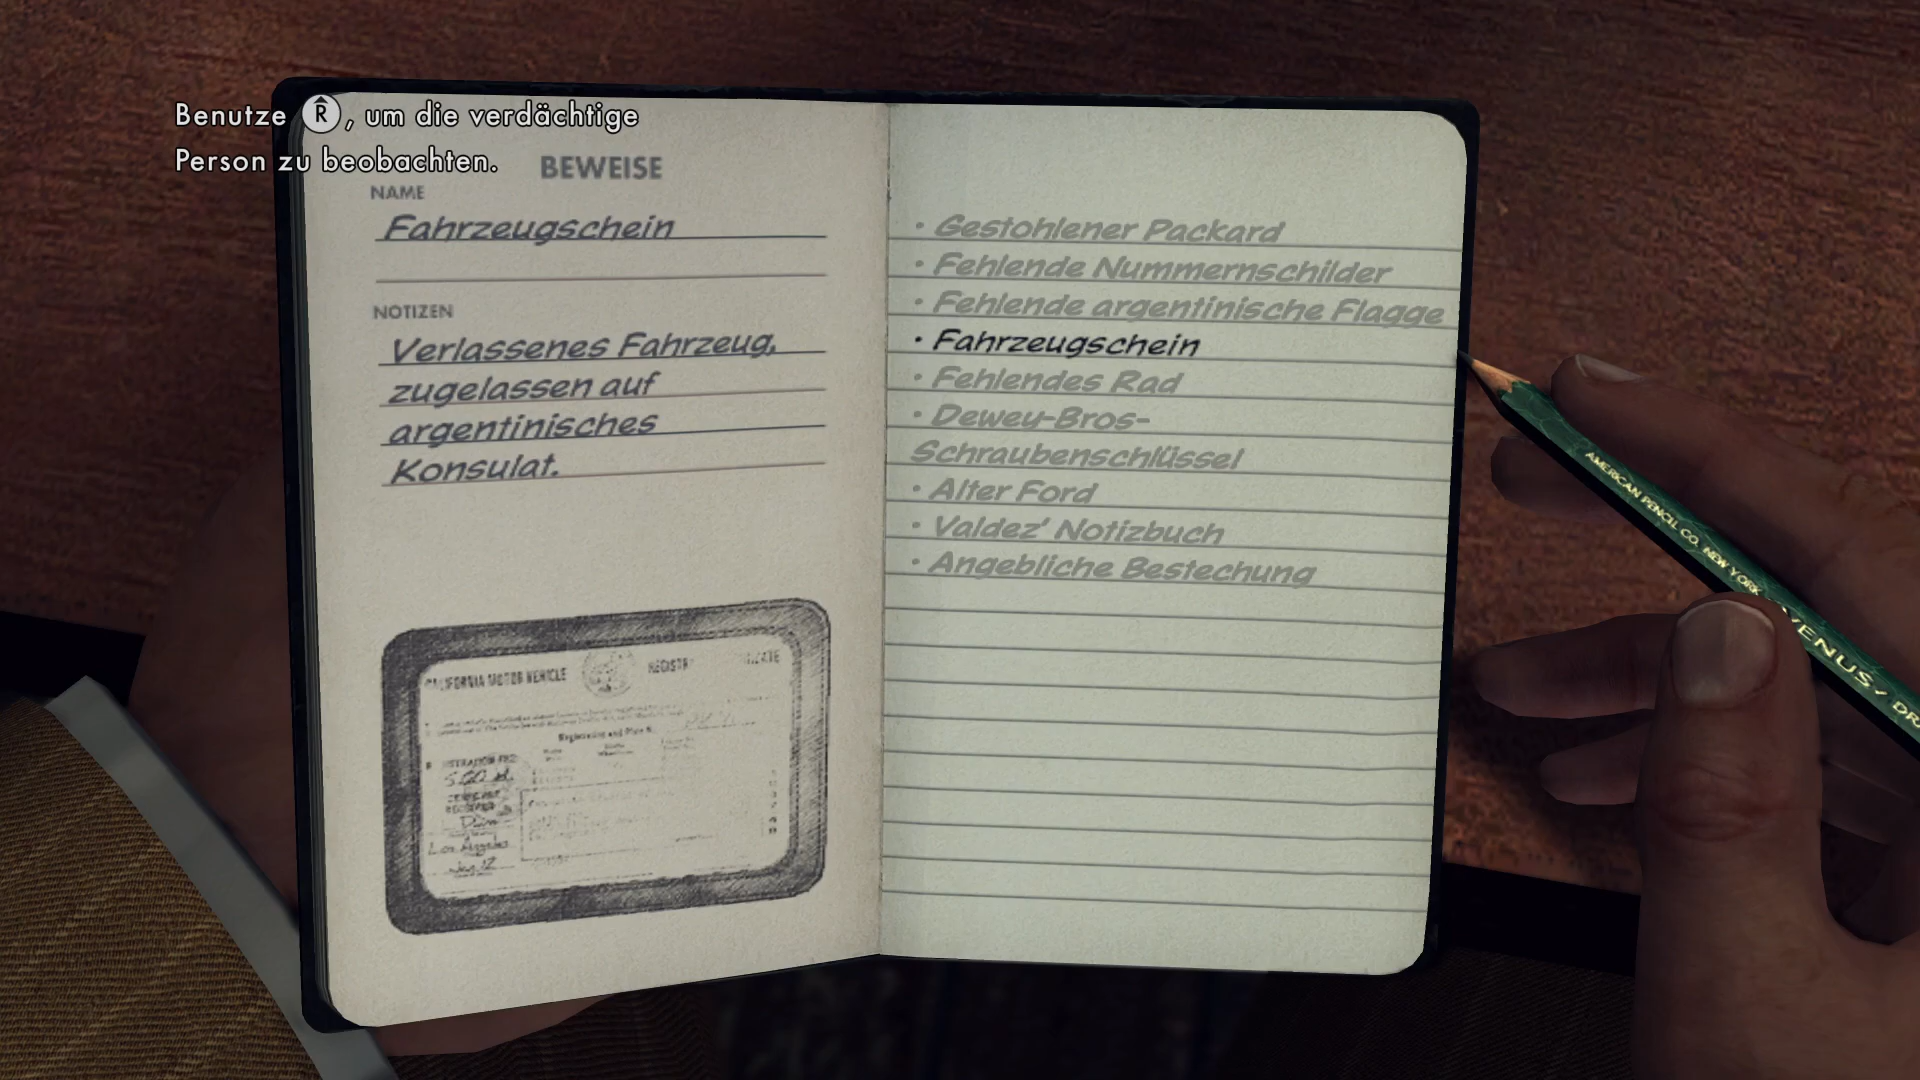 Benutze R, um die verdächtige
Person zu beobachten.
BEWEISE
NAME
Fahrzeugschein
NOTIZEN
Verlassenes Fahrzeug,
zugelassen auf
argentinisches
Konsulat.
CALIFORNIA MOTOR VEHICLE
5.00
Los Angeles
• Gestohlener Packard
• Fehlende Nummernschilder
• Fehlende argentinische Flagge
• Fahrzeugschein
• Fehlendes Rad
• Dewey-Bros-
Schraubenschlüssel
• Alter Ford
• Valdez' Notizbuch
• Angebliche Bestechung
AMERICAN PENCIL CO. NEW YORK
VENUS